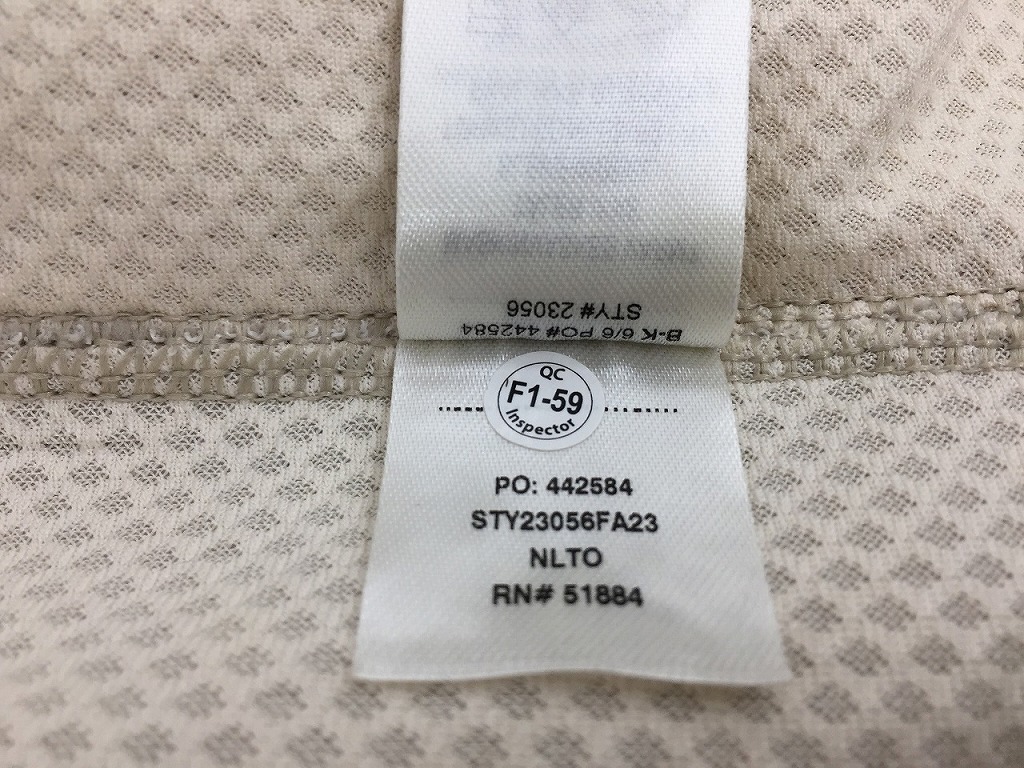 STY# 23056
B-K 6/6 PO# 442584
QC
F1-59
Inspector
PO: 442584
STY23056FA23
NLTO
RN# 51884